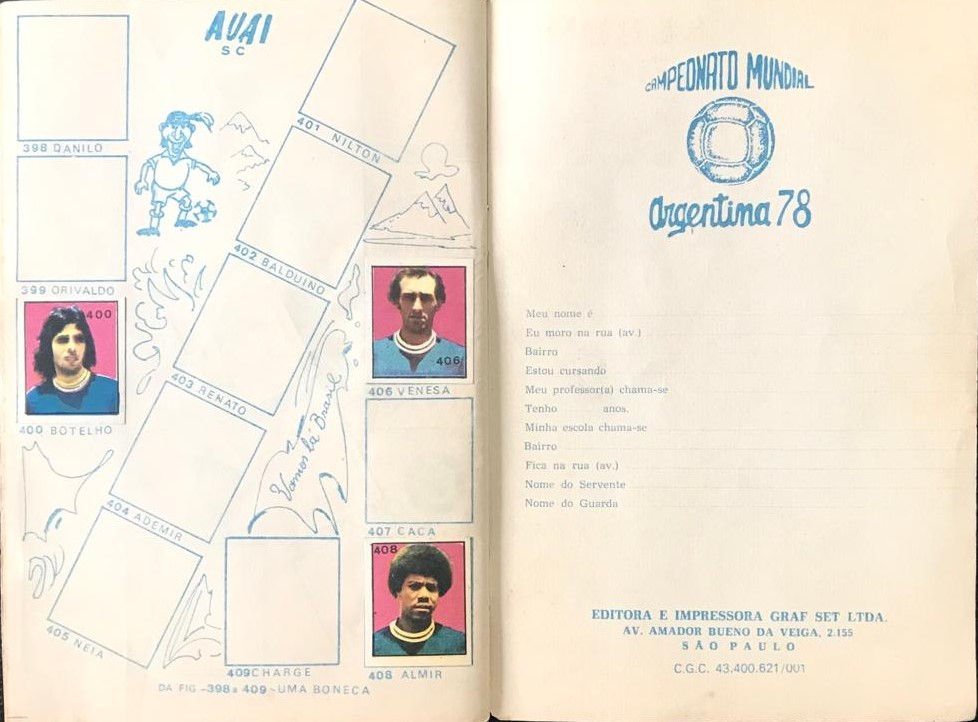 AVAI
SC
398 DANILO
399 ORIVALDO
400
400 BOTELHO
401 NILTON
402 BALDUINO
403 RENATO
404 ADEMIR
405 NEIA
Vamos lá Brasil
406
406 VENESA
407 CACA
408
408 ALMIR
409 CHARGE
DA FIG -398 a 409 - UMA BONECA
CAMPEONATO MUNDIAL
Argentina 78
Meu nome é
Eu moro na rua (av.)
Bairro
Estou cursando
Meu professor(a) chama-se
Tenho anos.
Minha escola chama-se
Bairro
Fica na rua (av.)
Nome do Servente
Nome do Guarda
EDITORA E IMPRESSORA GRAF SET LTDA.
AV. AMADOR BUENO DA VEIGA, 2.155
SÃO PAULO
C.G.C. 43.400.621/001